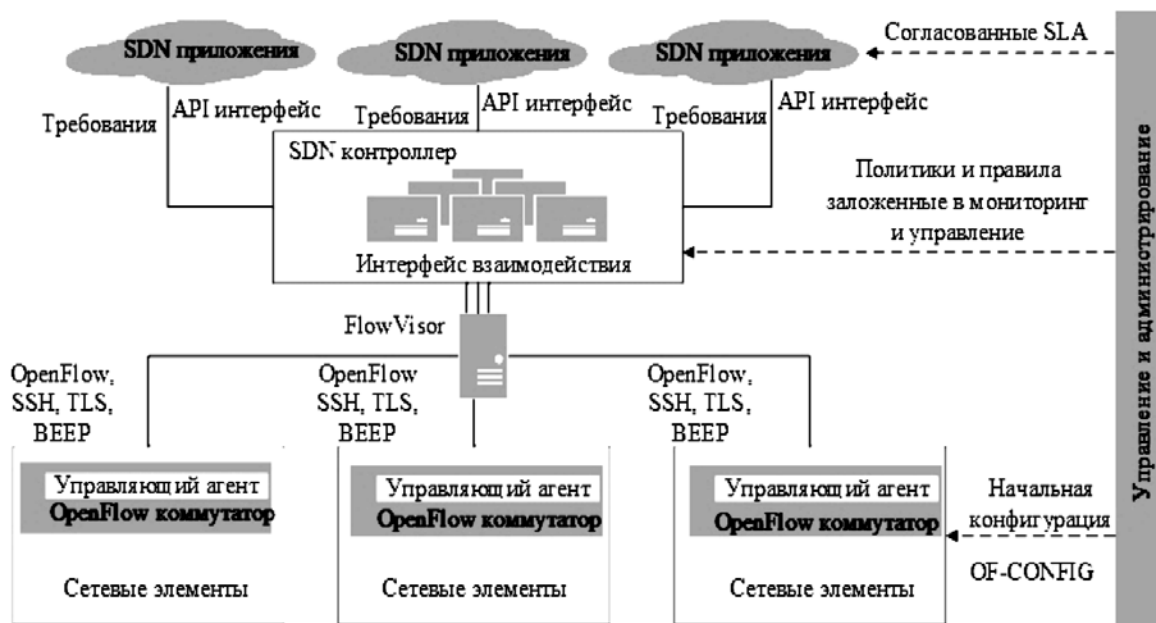 SDN приложения
SDN приложения
SDN приложения
Согласованные SLA
Требования
API интерфейс
Требования
API интерфейс
Требования
API интерфейс
SDN контроллер
Интерфейс взаимодействия
Политики и правила
заложенные в мониторинг
и управление
FlowVisor
OpenFlow,
SSH, TLS,
BEEP
OpenFlow
SSH, TLS,
BEEP
OpenFlow,
SSH, TLS,
BEEP
Управляющий агент
OpenFlow коммутатор
Сетевые элементы
Управляющий агент
OpenFlow коммутатор
Сетевые элементы
Управляющий агент
OpenFlow коммутатор
Сетевые элементы
Начальная
конфигурация
OF-CONFIG
Управление и администрирование